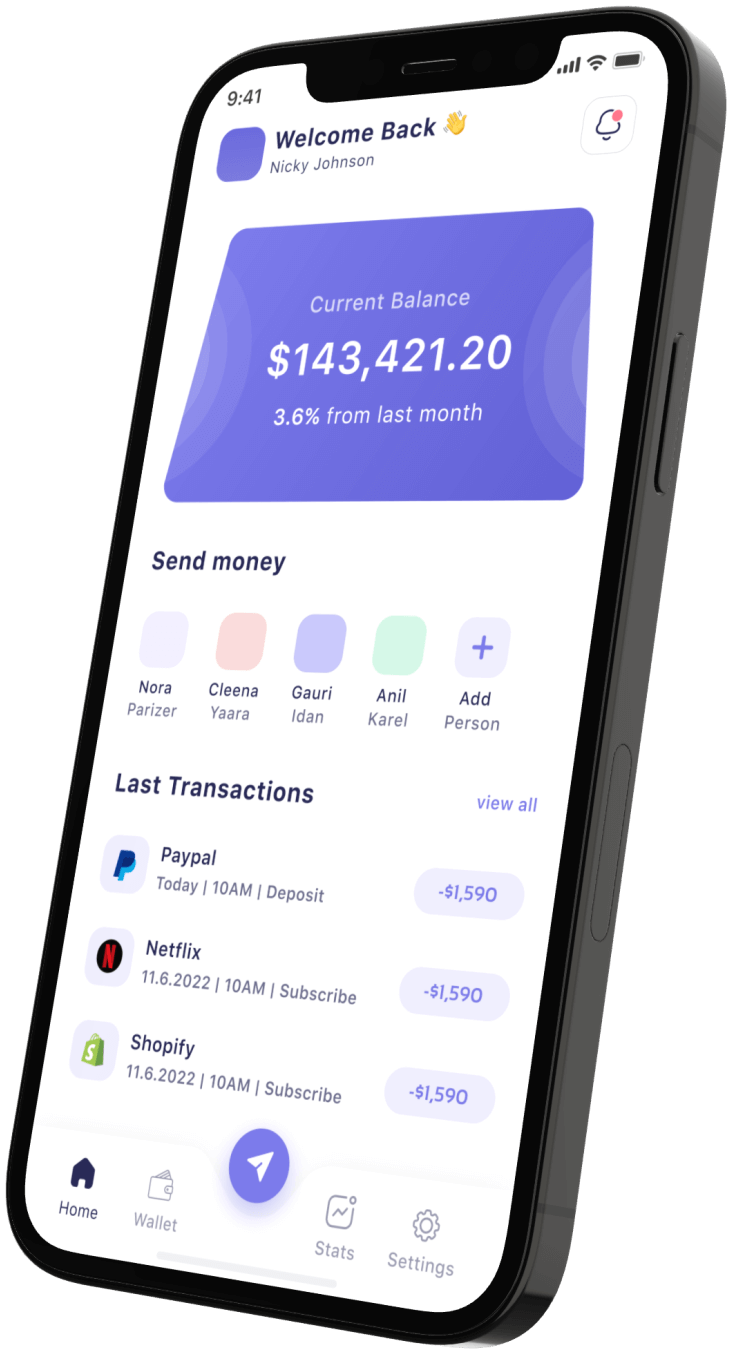 9:41
Welcome Back 👋
Nicky Johnson
Current Balance
$143,421.20
3.6% from last month
Send money
Nora Parizer
Cleena Yaara
Gauri Idan
Anil Karel
Add Person
Last Transactions
view all
Paypal
Today | 10AM | Deposit
-$1,590
Netflix
11.6.2022 | 10AM | Subscribe
-$1,590
Shopify
11.6.2022 | 10AM | Subscribe
-$1,590
Home
Wallet
Stats
Settings